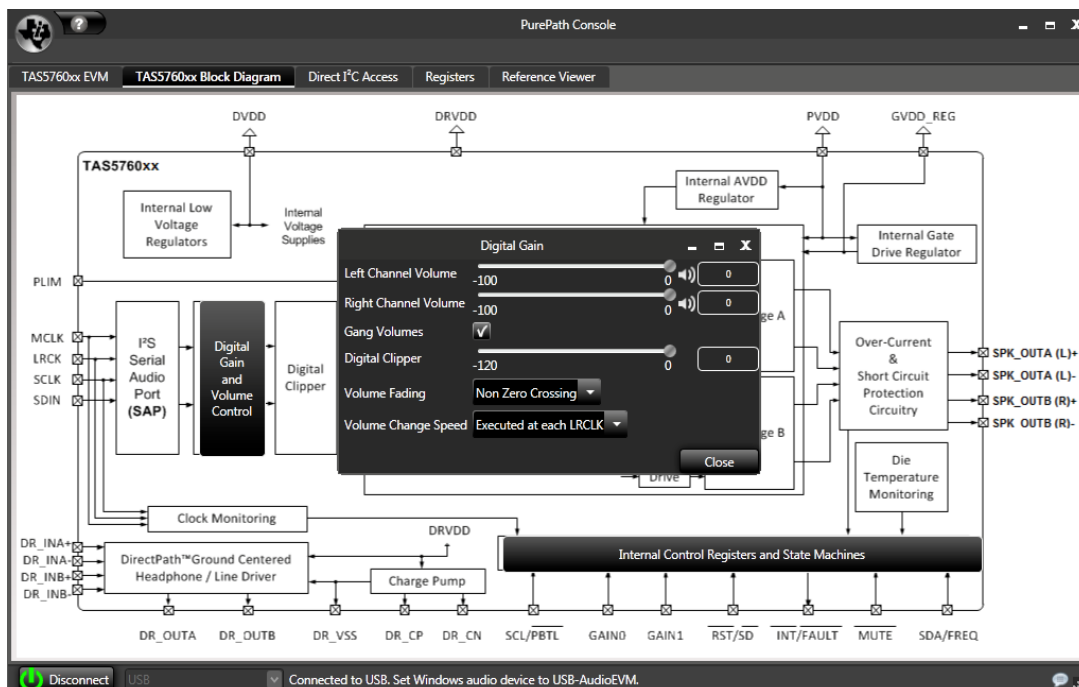 PurePath Console
?
X
TAS5760xx EVM
TAS5760xx Block Diagram
Direct I²C Access
Registers
Reference Viewer
DVDD
DRVDD
PVDD
GVDD_REG
TAS5760xx
Internal Low
Voltage
Regulators
Internal
Voltage
Supplies
Internal AVDD
Regulator
Internal Gate
Drive Regulator
PLIM
MCLK
LRCK
SCLK
SDIN
I²S
Serial
Audio
Port
(SAP)
Digital
Gain
and
Volume
Control
Digital
Clipper
Digital Gain
X
Left Channel Volume
-100
0
0
Right Channel Volume
-100
0
0
Gang Volumes
Digital Clipper
-120
0
0
Volume Fading
Non Zero Crossing
Volume Change Speed
Executed at each LRCLK
Close
ge A
ge B
Drive
Over-Current
&
Short Circuit
Protection
Circuitry
SPK_OUTA (L)+
SPK_OUTA (L)-
SPK_OUTB (R)+
SPK_OUTB (R)-
Die
Temperature
Monitoring
Clock Monitoring
DR_INA+
DR_INA-
DR_INB+
DR_INB-
DirectPath™Ground Centered
Headphone / Line Driver
DRVDD
Charge Pump
Internal Control Registers and State Machines
DR_OUTA
DR_OUTB
DR_VSS
DR_CP
DR_CN
SCL/PBTL
GAIN0
GAIN1
RST/SD
INT/FAULT
MUTE
SDA/FREQ
Disconnect
USB
Connected to USB. Set Windows audio device to USB-AudioEVM.